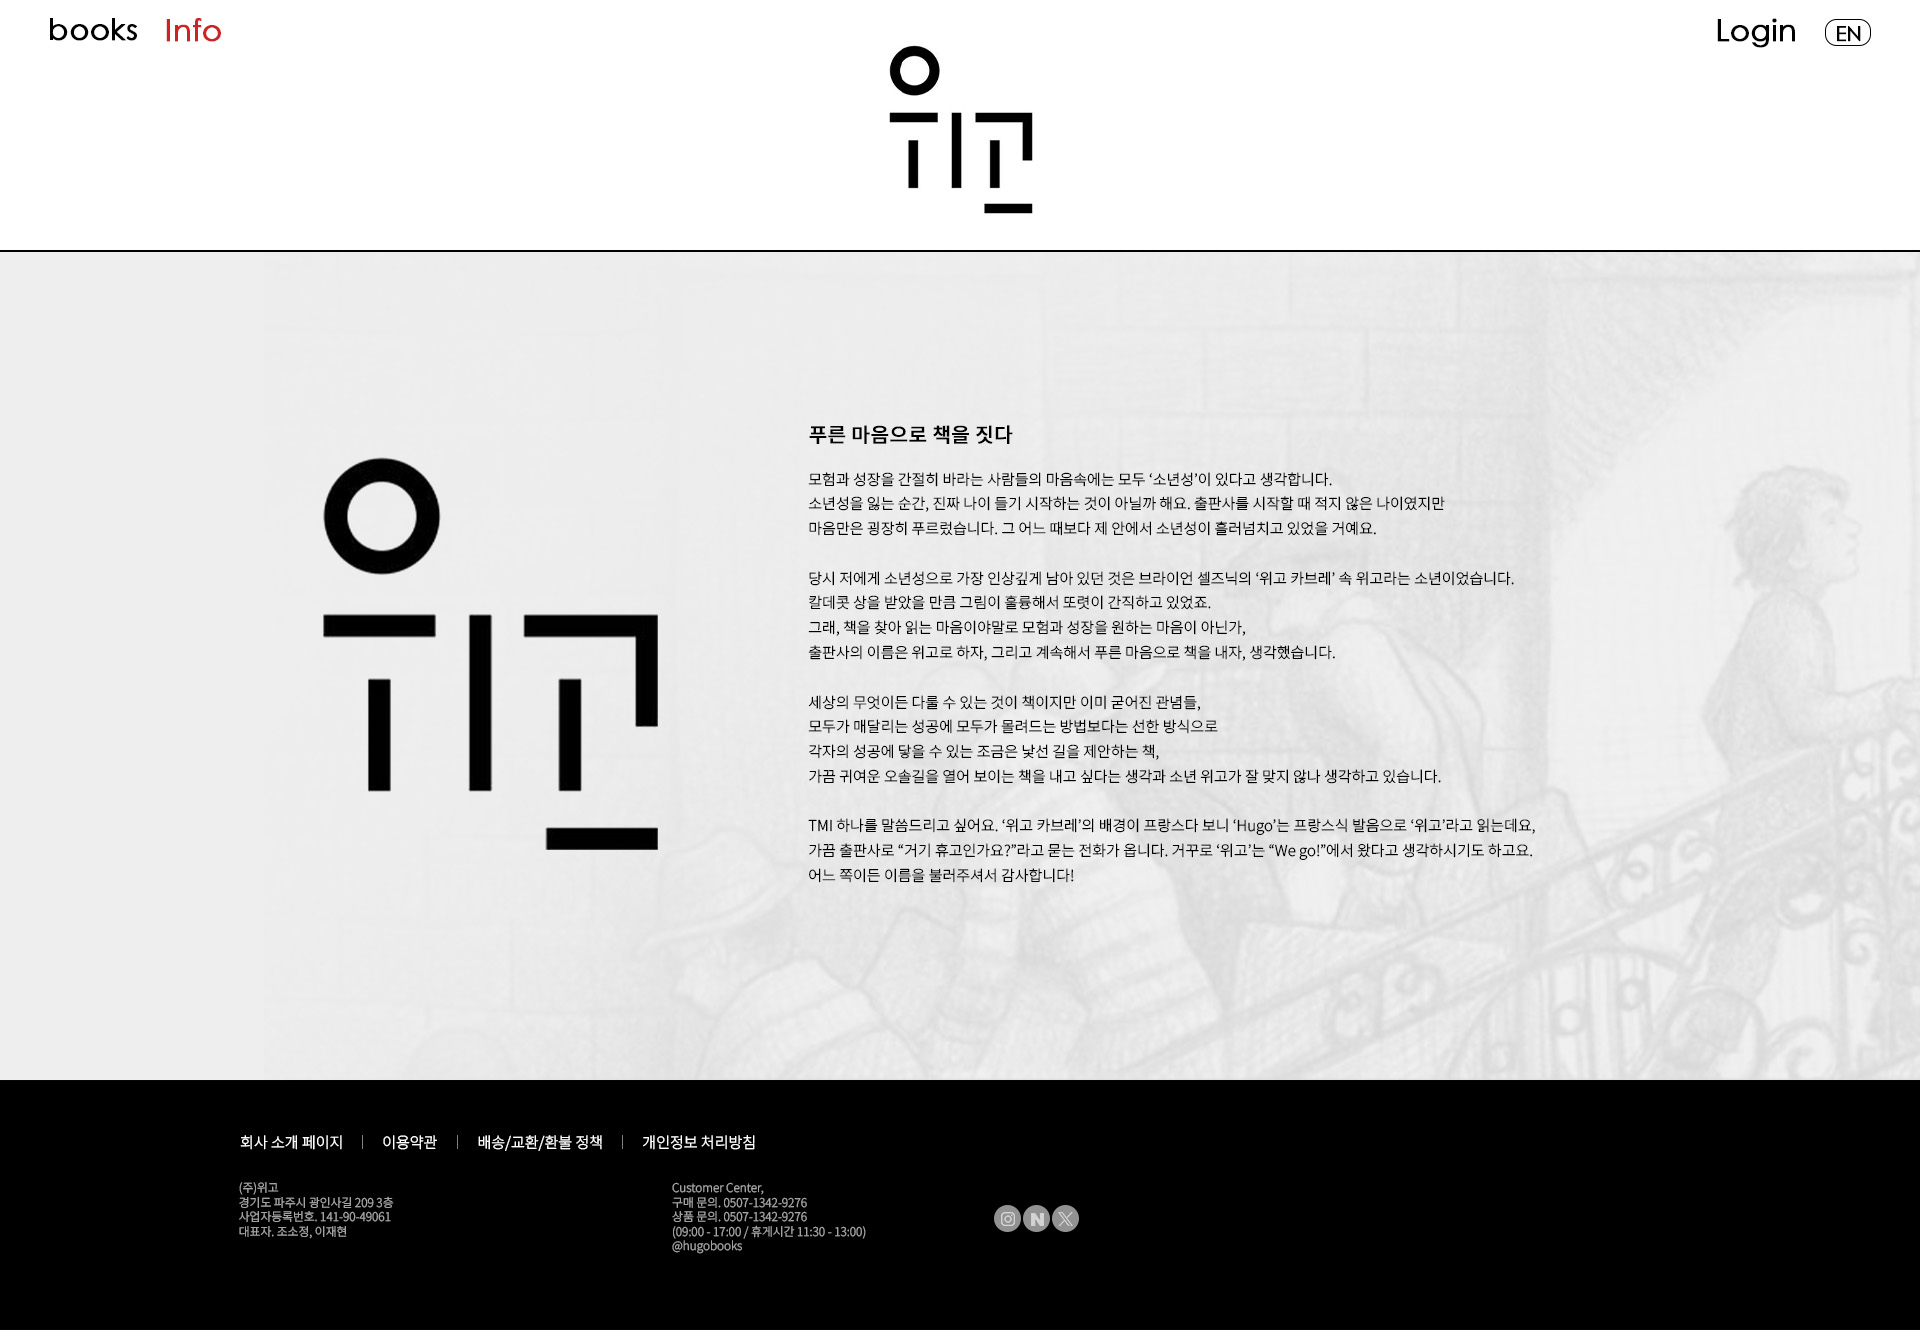 books Info
Login EN
위고
위고
푸른 마음으로 책을 짓다
모험과 성장을 간절히 바라는 사람들의 마음속에는 모두 ‘소년성’이 있다고 생각합니다.
소년성을 잃는 순간, 진짜 나이 들기 시작하는 것이 아닐까 해요. 출판사를 시작할 때 적지 않은 나이였지만
마음만은 굉장히 푸르렀습니다. 그 어느 때보다 제 안에서 소년성이 흘러넘치고 있었을 거예요.
당시 저에게 소년성으로 가장 인상깊게 남아 있던 것은 브라이언 셀즈닉의 ‘위고 카브레’ 속 위고라는 소년이었습니다.
칼데콧 상을 받았을 만큼 그림이 훌륭해서 또렷이 간직하고 있었죠.
그래, 책을 찾아 읽는 마음이야말로 모험과 성장을 원하는 마음이 아닌가,
출판사의 이름은 위고로 하자, 그리고 계속해서 푸른 마음으로 책을 내자, 생각했습니다.
세상의 무엇이든 다룰 수 있는 것이 책이지만 이미 굳어진 관념들,
모두가 매달리는 성공에 모두가 몰려드는 방법보다는 선한 방식으로
각자의 성공에 닿을 수 있는 조금은 낯선 길을 제안하는 책,
가끔 귀여운 오솔길을 열어 보이는 책을 내고 싶다는 생각과 소년 위고가 잘 맞지 않나 생각하고 있습니다.
TMI 하나를 말씀드리고 싶어요. ‘위고 카브레’의 배경이 프랑스다 보니 ‘Hugo’는 프랑스식 발음으로 ‘위고’라고 읽는데요,
가끔 출판사로 “거기 휴고인가요?”라고 묻는 전화가 옵니다. 거꾸로 ‘위고’는 “We go!”에서 왔다고 생각하시기도 하고요.
어느 쪽이든 이름을 불러주셔서 감사합니다!
회사 소개 페이지 | 이용약관 | 배송/교환/환불 정책 | 개인정보 처리방침
(주)위고
경기도 파주시 광인사길 209 3층
사업자등록번호. 141-90-49061
대표자. 조소정, 이재현
Customer Center,
구매 문의. 0507-1342-9276
상품 문의. 0507-1342-9276
(09:00 - 17:00 / 휴게시간 11:30 - 13:00)
@hugobooks
N X